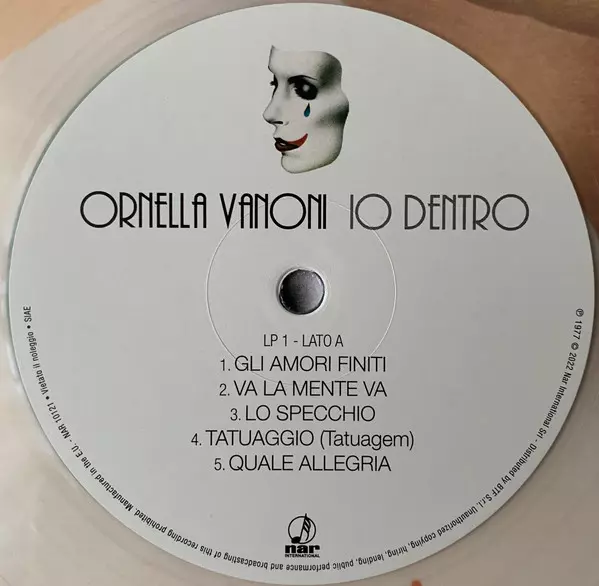 ORNELLA VANONI IO DENTRO
LP 1 - LATO A
1. GLI AMORI FINITI
2. VA LA MENTE VA
3. LO SPECCHIO
4. TATUAGGIO (Tatuagem)
5. QUALE ALLEGRIA
nar
INTERNATIONAL
℗ 1977 © 2022 Nar International Srl - Distributed by BTF S.r.l. Unauthorized copying, hiring, lending, public performance and broadcasting of this recording prohibited. Manufactured in the E.U. - NAR 10121 • Vietato il noleggio • SIAE